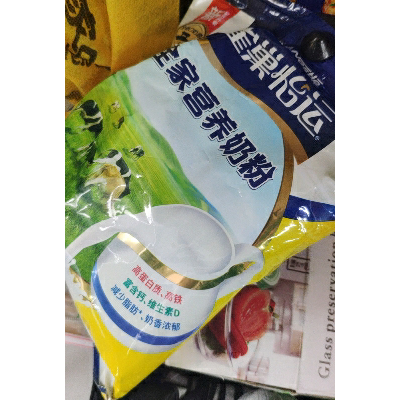 新
雀巢怡运®
全家营养奶粉
高蛋白质、高铁
富含钙、维生素D
减少脂肪*、奶香浓郁
Glass preservation